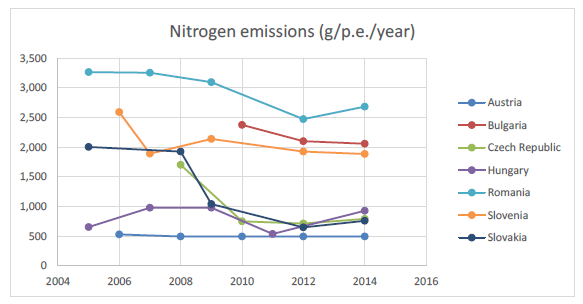 Nitrogen emissions (g/p.e./year)
3,500
3,000
2,500
2,000
1,500
1,000
500
0
2004 2006 2008 2010 2012 2014 2016
Austria
Bulgaria
Czech Republic
Hungary
Romania
Slovenia
Slovakia